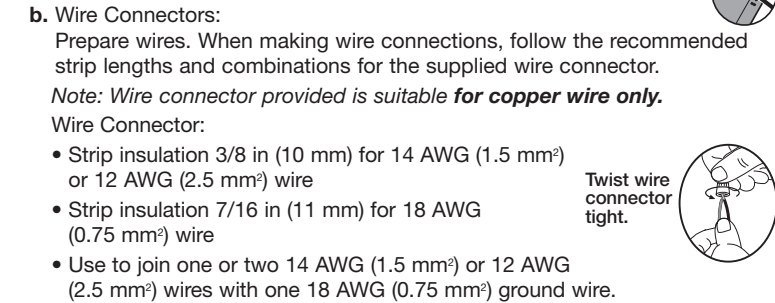 b. Wire Connectors:
Prepare wires. When making wire connections, follow the recommended
strip lengths and combinations for the supplied wire connector.
Note: Wire connector provided is suitable for copper wire only.
Wire Connector:
• Strip insulation 3/8 in (10 mm) for 14 AWG (1.5 mm²)
or 12 AWG (2.5 mm²) wire
• Strip insulation 7/16 in (11 mm) for 18 AWG
(0.75 mm²) wire
• Use to join one or two 14 AWG (1.5 mm²) or 12 AWG
(2.5 mm²) wires with one 18 AWG (0.75 mm²) ground wire.
Twist wire
connector
tight.